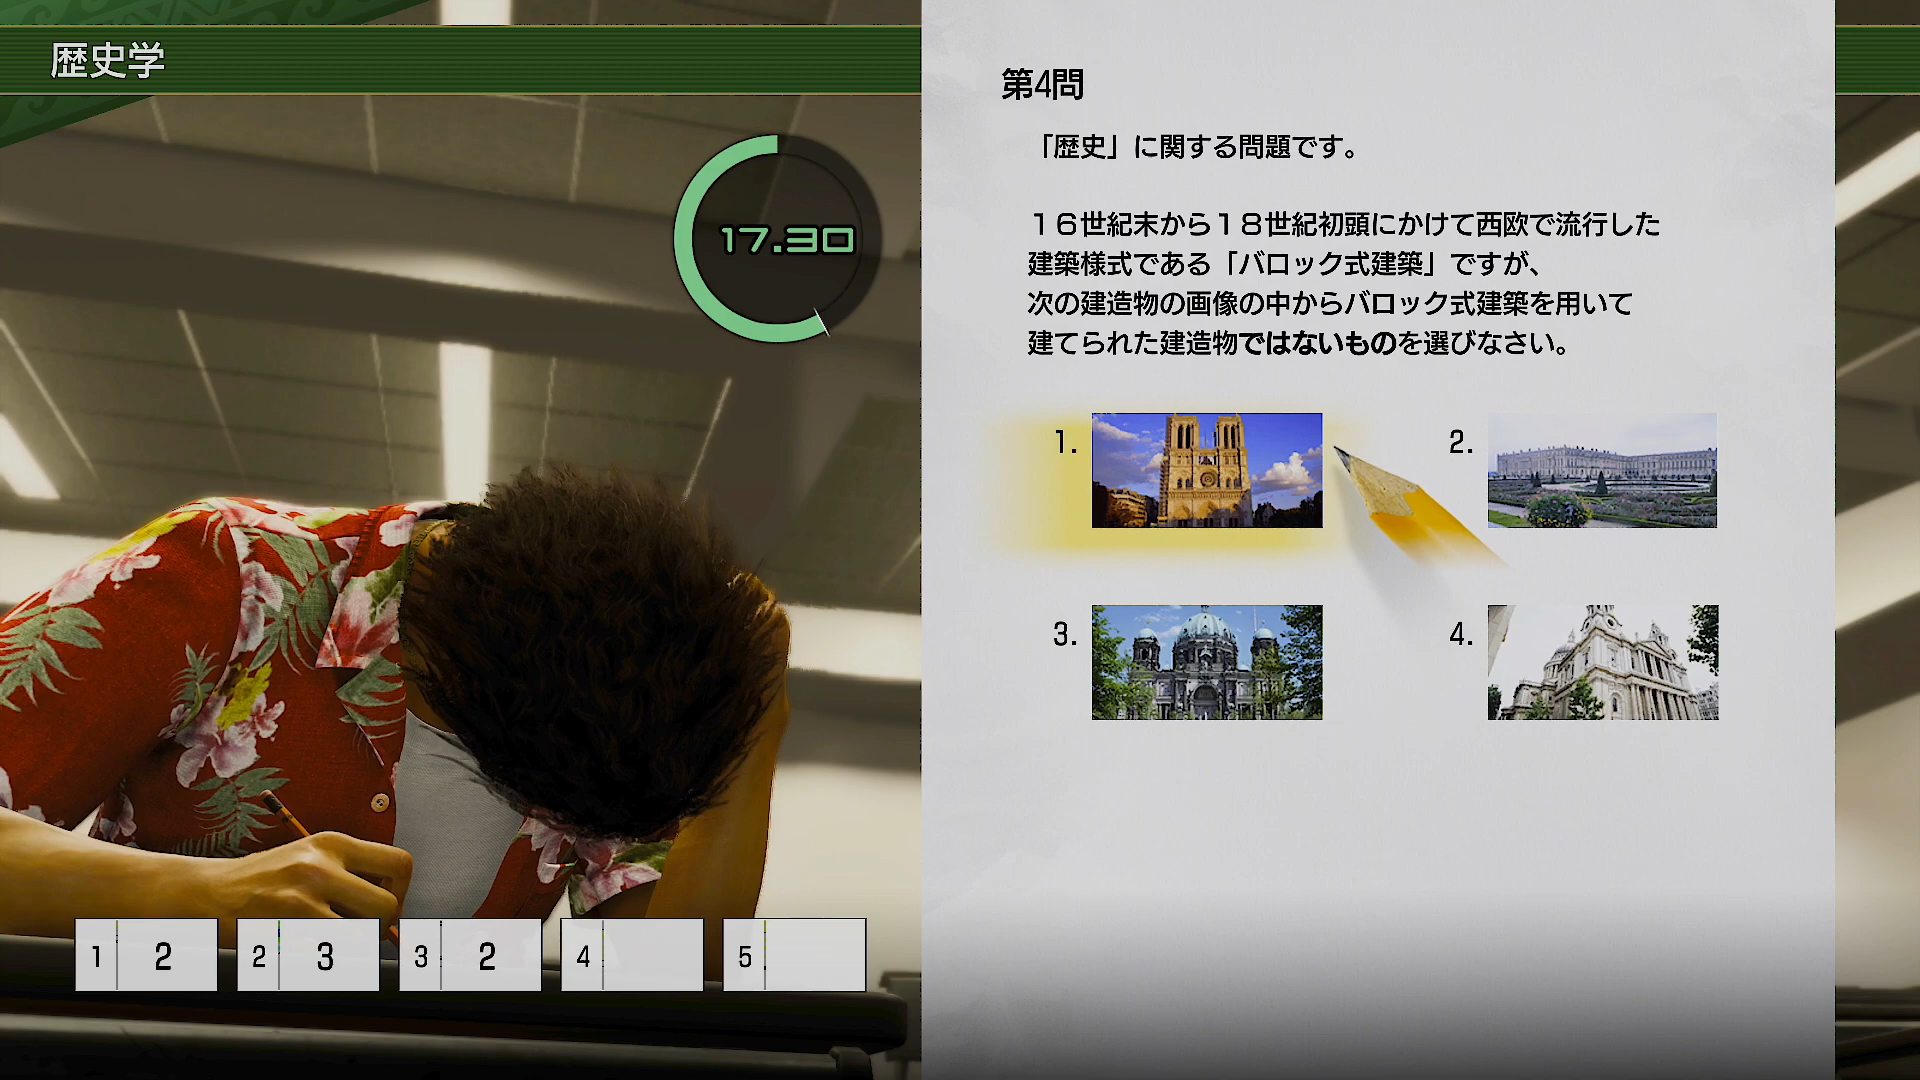 歴史学
17.30
第4問
「歴史」に関する問題です。
１６世紀末から１８世紀初頭にかけて西欧で流行した
建築様式である「バロック式建築」ですが、
次の建造物の画像の中からバロック式建築を用いて
建てられた建造物ではないものを選びなさい。
1.
2.
3.
4.
1 2
2 3
3 2
4
5